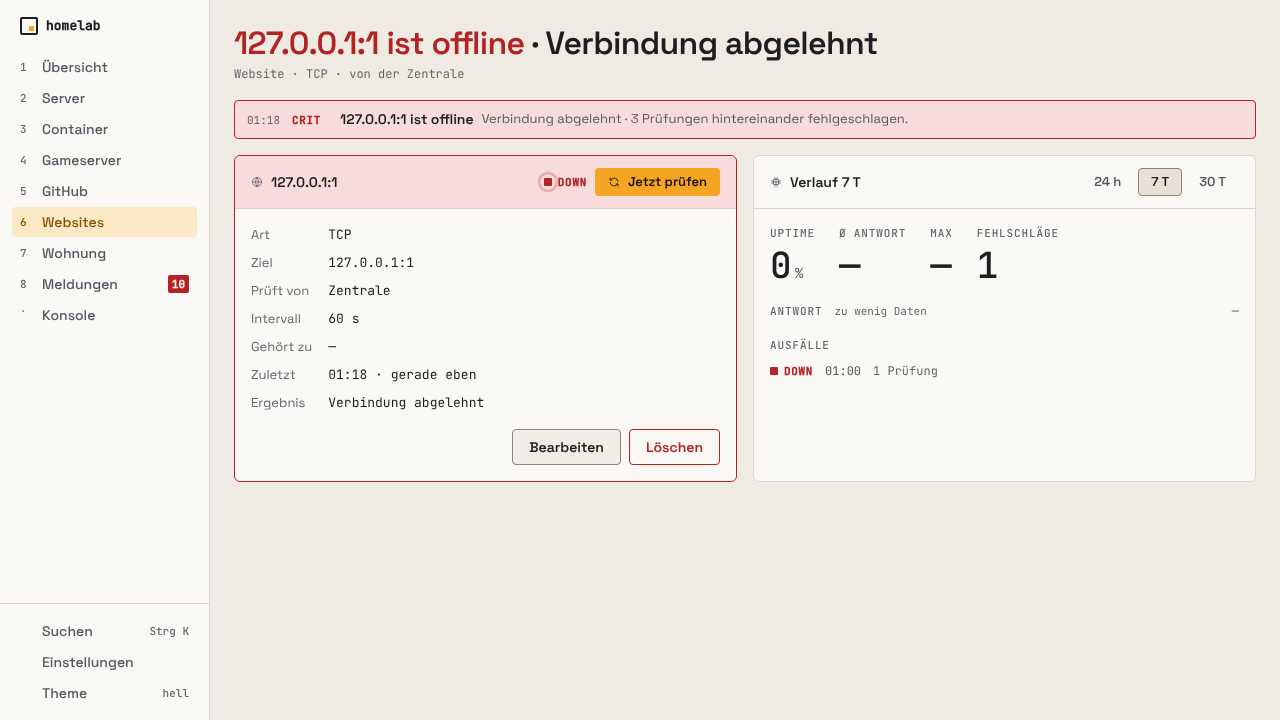 homelab
1 Übersicht
2 Server
3 Container
4 Gameserver
5 GitHub
6 Websites
7 Wohnung
8 Meldungen 10
` Konsole
Suchen Strg K
Einstellungen
Theme hell
127.0.0.1:1 ist offline · Verbindung abgelehnt
Website · TCP · von der Zentrale
01:18 CRIT 127.0.0.1:1 ist offline Verbindung abgelehnt · 3 Prüfungen hintereinander fehlgeschlagen.
127.0.0.1:1 DOWN Jetzt prüfen
Art TCP
Ziel 127.0.0.1:1
Prüft von Zentrale
Intervall 60 s
Gehört zu —
Zuletzt 01:18 · gerade eben
Ergebnis Verbindung abgelehnt
Bearbeiten Löschen
Verlauf 7 T 24 h 7 T 30 T
UPTIME Ø ANTWORT MAX FEHLSCHLÄGE
0 % — — 1
ANTWORT zu wenig Daten —
AUSFÄLLE
DOWN 01:00 1 Prüfung